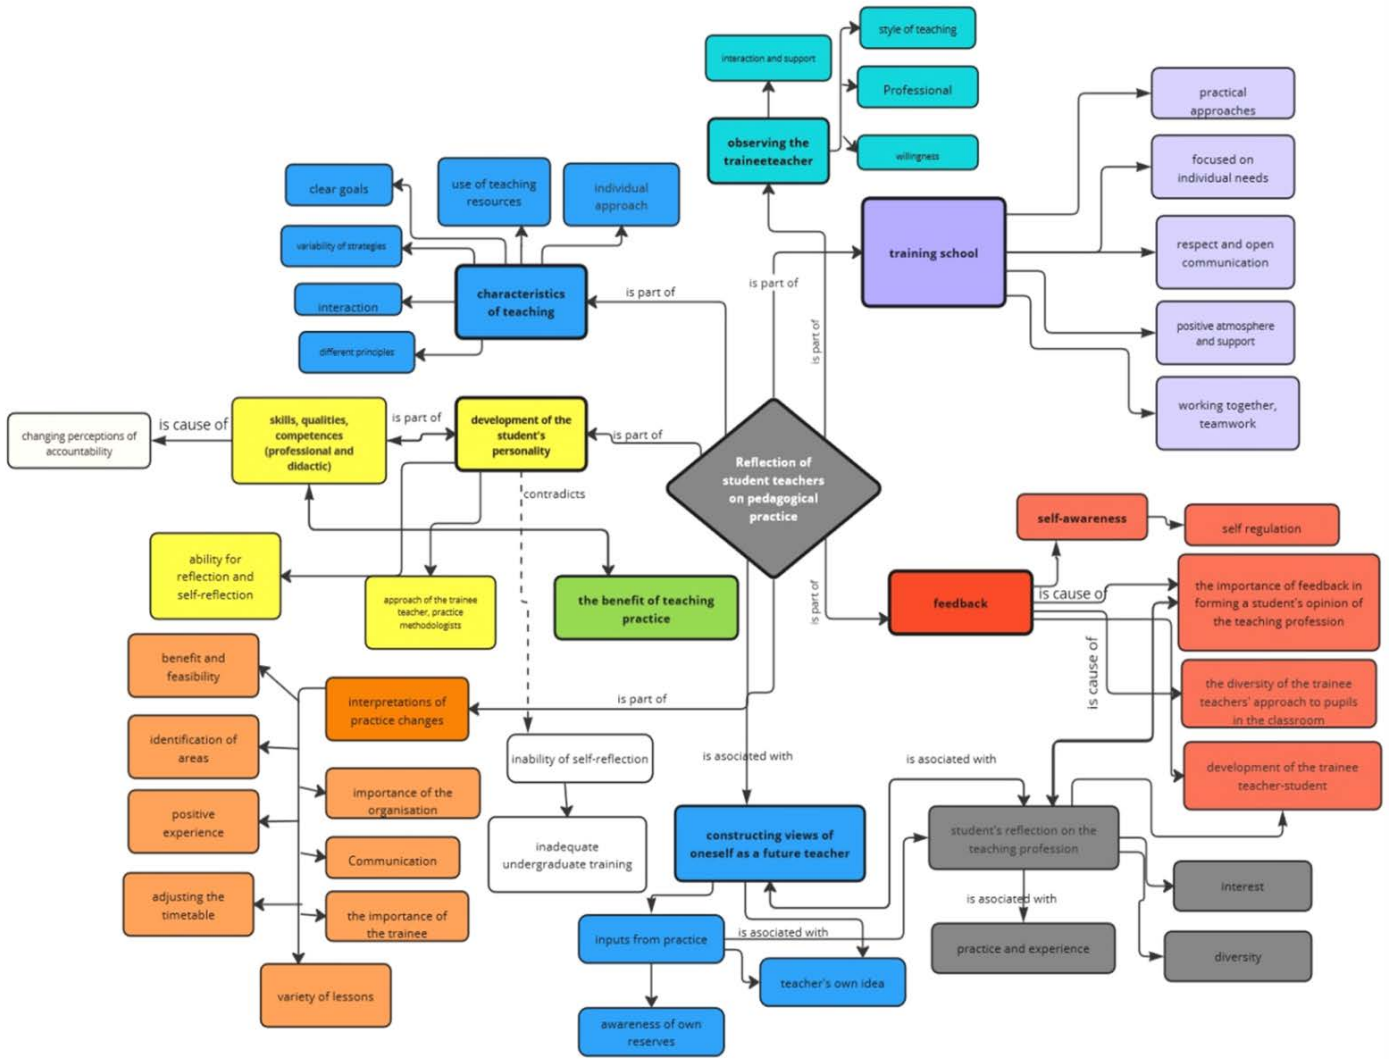 style of teaching
interaction and support
Professional
observing the
traineeteacher
willingness
practical
approaches
focused on
individual needs
training school
respect and open
communication
positive atmosphere
and support
working together,
teamwork
clear goals
use of teaching
resources
individual
approach
variability of strategies
interaction
characteristics
of teaching
different principles
is part of
is part of
is part of
changing perceptions of
accountability
is cause of
skills, qualities,
competences
(professional and
didactic)
is part of
development of the
student's
personality
is part of
contradicts
Reflection of
student teachers
on pedagogical
practice
ability for
reflection and
self-reflection
approach of the trainee
teacher, practice
methodologists
the benefit of teaching
practice
is part of
feedback
self-awareness
self regulation
is cause of
the importance of feedback in
forming a student's opinion of
the teaching profession
is cause of
the diversity of the trainee
teachers' approach to pupils
in the classroom
development of the trainee
teacher-student
benefit and
feasibility
interpretations of
practice changes
is part of
identification of
areas
importance of the
organisation
positive
experience
Communication
adjusting the
timetable
the importance of
the trainee
variety of lessons
inability of self-reflection
inadequate
undergraduate training
is asociated with
constructing views of
oneself as a future teacher
is asociated with
student's reflection on the
teaching profession
inputs from practice
is asociated with
teacher's own idea
awareness of own
reserves
is asociated with
practice and experience
interest
diversity